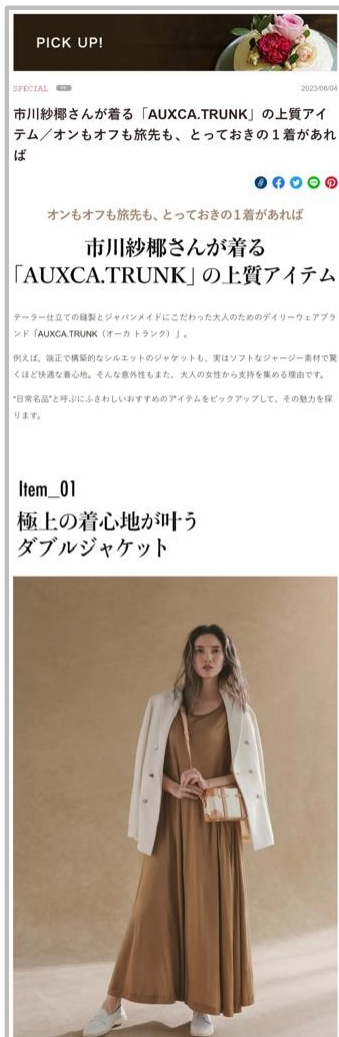 PICK UP!
SPECIAL PR
2023/08/04
市川紗椰さんが着る「AUXCA.TRUNK」の上質アイ
テム／オンもオフも旅先も、とっておきの１着があれ
ば
オンもオフも旅先も、とっておきの1着があれば
市川紗椰さんが着る
「AUXCA.TRUNK」の上質アイテム
テーラー仕立ての縫製とジャパンメイドにこだわった大人のためのデイリーウェアブラ
ンド「AUXCA.TRUNK（オーカ トランク）」。
例えば、端正で構築的なシルエットのジャケットも、実はソフトなジャージー素材で驚
くほど快適な着心地。そんな意外性もまた、大人の女性から支持を集める理由です。
“日常名品”と呼ぶにふさわしいおすすめのアイテムをピックアップして、その魅力を探
ります。
Item_01
極上の着心地が叶う
ダブルジャケット